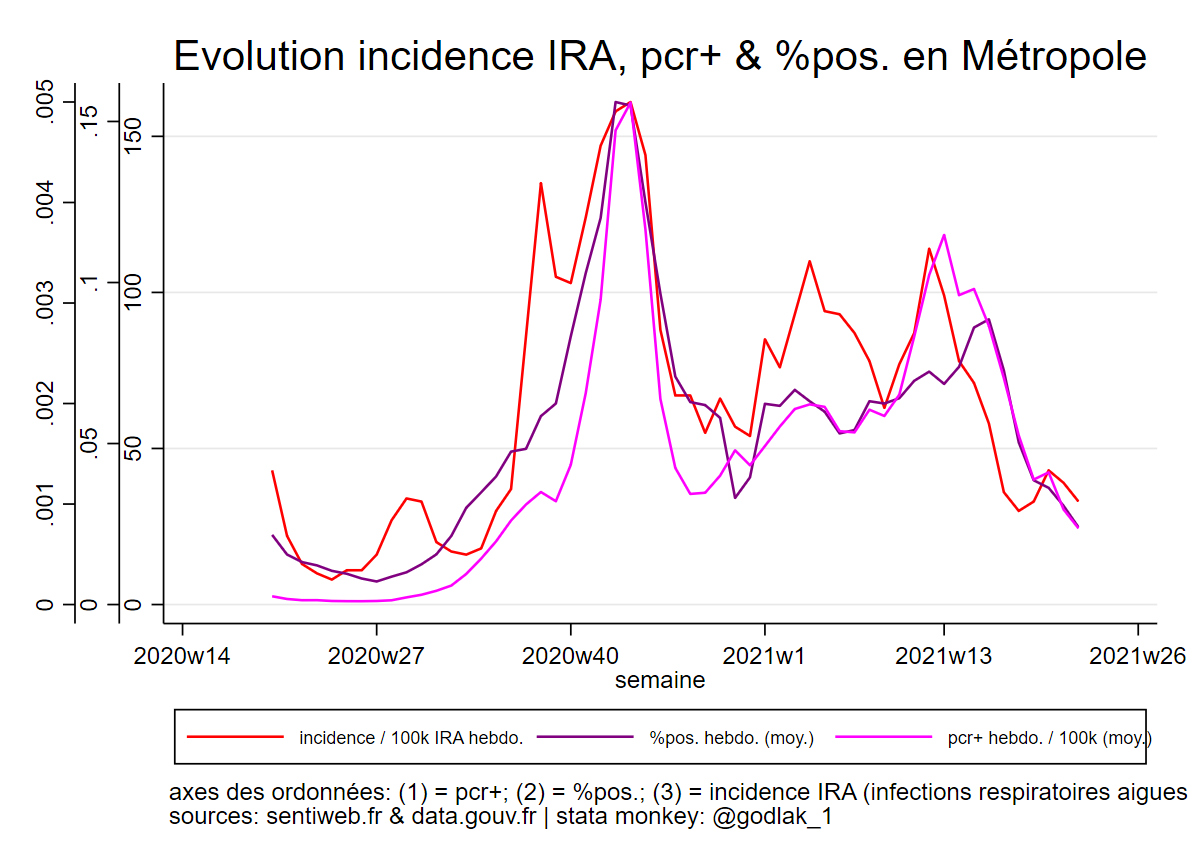 Evolution incidence IRA, pcr+ & %pos. en Métropole
.005
.004
.003
.002
.001
0
.15
.1
.05
0
150
100
50
0
2020w14 2020w27 2020w40 2021w1 2021w13 2021w26
semaine
incidence / 100k IRA hebdo. %pos. hebdo. (moy.) pcr+ hebdo. / 100k (moy.)
axes des ordonnées: (1) = pcr+; (2) = %pos.; (3) = incidence IRA (infections respiratoires aigues
sources: sentiweb.fr & data.gouv.fr | stata monkey: @godlak_1